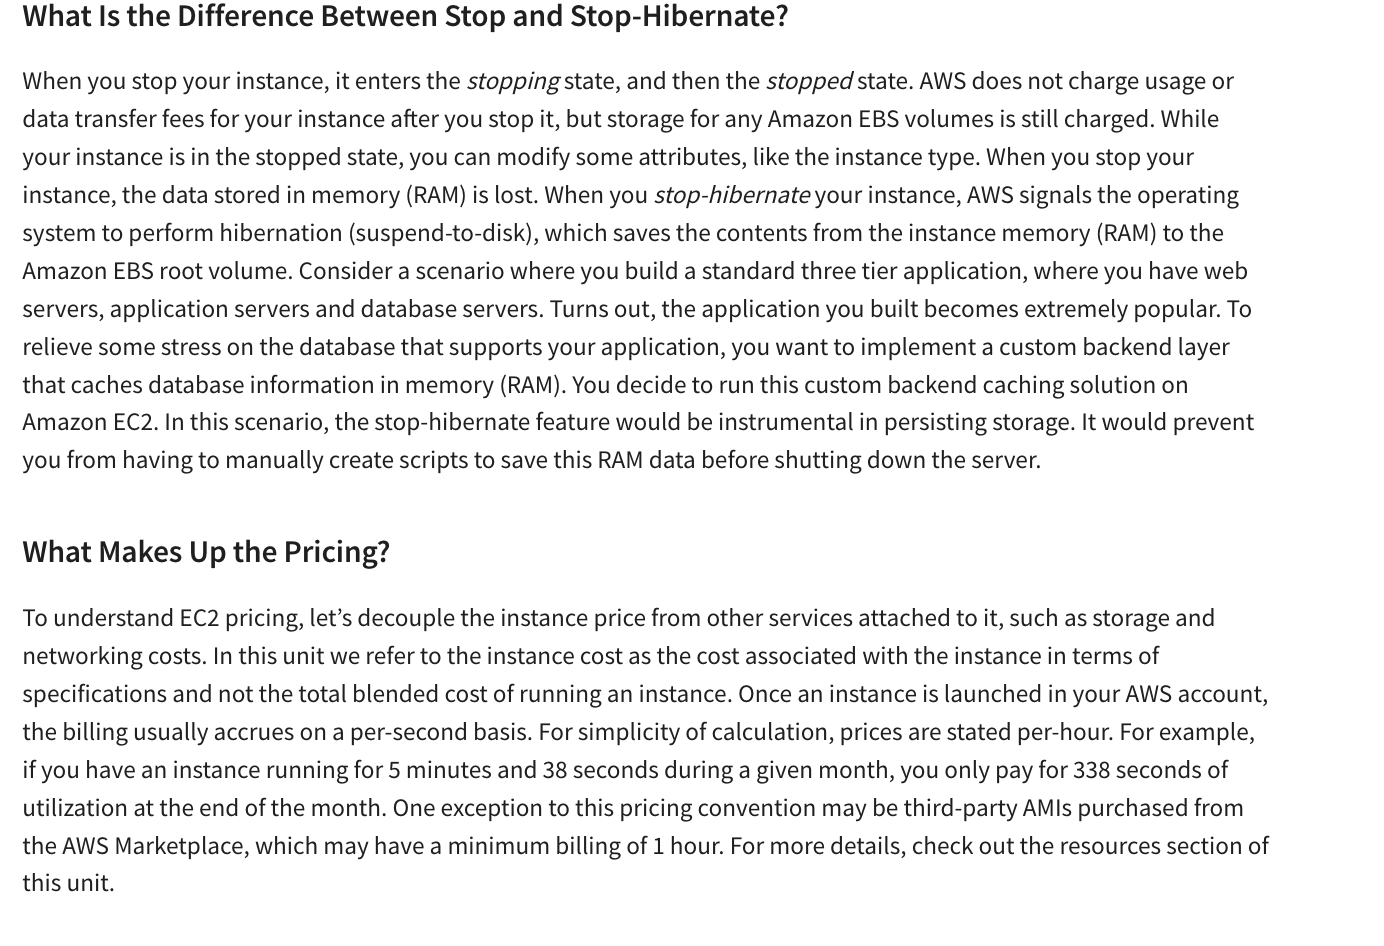 What Is the Difference Between Stop and Stop-Hibernate?
When you stop your instance, it enters the stopping state, and then the stopped state. AWS does not charge usage or
data transfer fees for your instance after you stop it, but storage for any Amazon EBS volumes is still charged. While
your instance is in the stopped state, you can modify some attributes, like the instance type. When you stop your
instance, the data stored in memory (RAM) is lost. When you stop-hibernate your instance, AWS signals the operating
system to perform hibernation (suspend-to-disk), which saves the contents from the instance memory (RAM) to the
Amazon EBS root volume. Consider a scenario where you build a standard three tier application, where you have web
servers, application servers and database servers. Turns out, the application you built becomes extremely popular. To
relieve some stress on the database that supports your application, you want to implement a custom backend layer
that caches database information in memory (RAM). You decide to run this custom backend caching solution on
Amazon EC2. In this scenario, the stop-hibernate feature would be instrumental in persisting storage. It would prevent
you from having to manually create scripts to save this RAM data before shutting down the server.
What Makes Up the Pricing?
To understand EC2 pricing, let’s decouple the instance price from other services attached to it, such as storage and
networking costs. In this unit we refer to the instance cost as the cost associated with the instance in terms of
specifications and not the total blended cost of running an instance. Once an instance is launched in your AWS account,
the billing usually accrues on a per-second basis. For simplicity of calculation, prices are stated per-hour. For example,
if you have an instance running for 5 minutes and 38 seconds during a given month, you only pay for 338 seconds of
utilization at the end of the month. One exception to this pricing convention may be third-party AMIs purchased from
the AWS Marketplace, which may have a minimum billing of 1 hour. For more details, check out the resources section of
this unit.